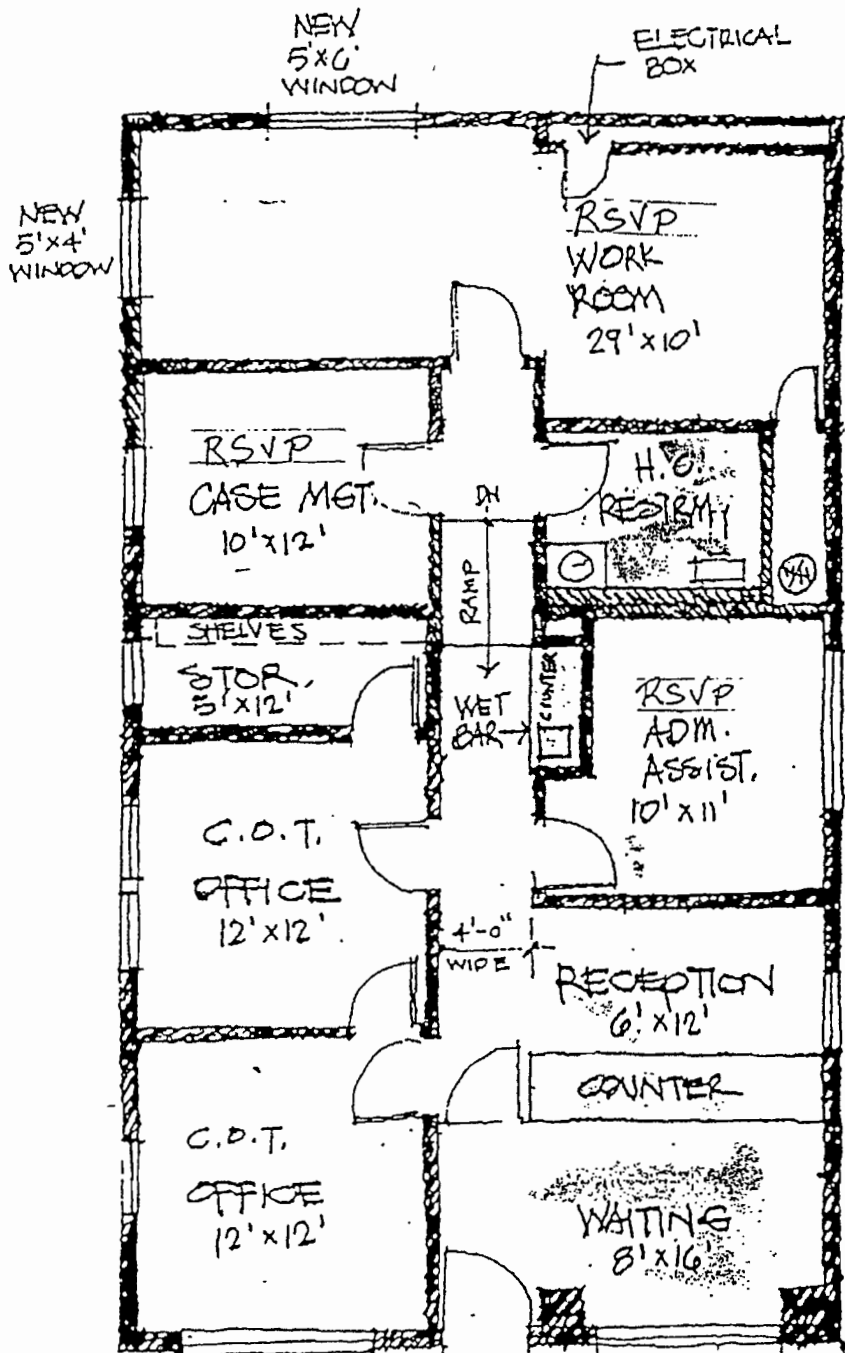 NEW
5'x6'
WINDOW
ELECTRICAL
BOX
NEW
5'x4'
WINDOW
RSVP
WORK
ROOM
29'x10'
RSVP
CASE MGT.
10'x12'
H.C.
RESTRM.
DN
RAMP
WH
SHELVES
STOR.
5'x12'
WET
BAR
COUNTER
RSVP
ADM.
ASSIST.
10'x11'
C.O.T.
OFFICE
12'x12'
4'-0"
WIDE
RECEPTION
6'x12'
COUNTER
C.O.T.
OFFICE
12'x12'
WAITING
8'x16'